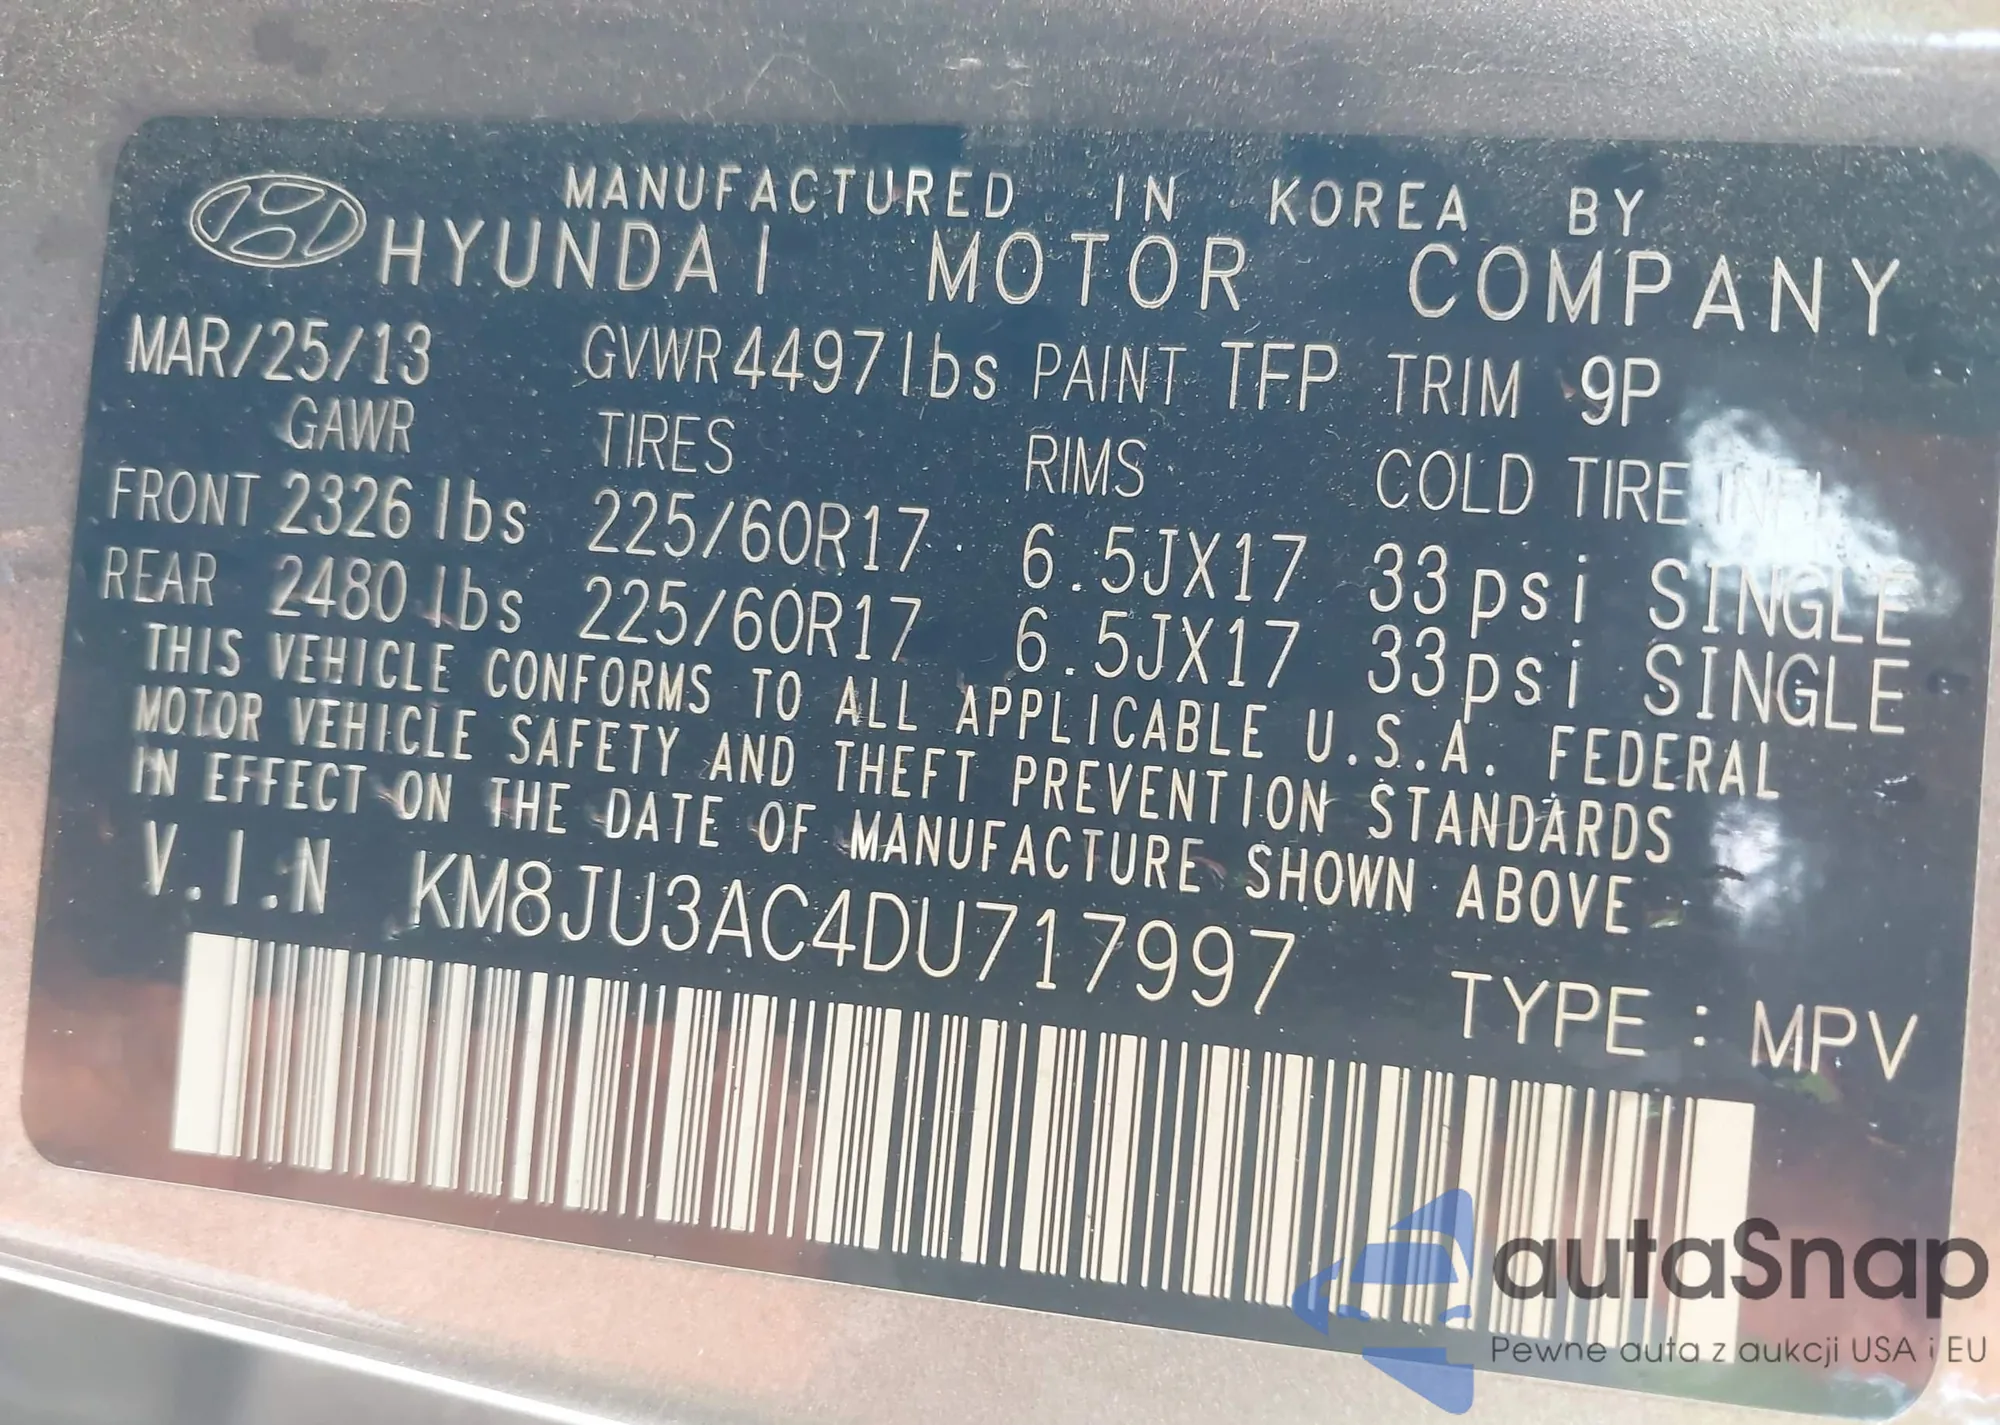 MANUFACTURED IN KOREA BY
HYUNDAI MOTOR COMPANY
MAR/25/13 GVWR 4497lbs PAINT TFP TRIM 9P
GAWR TIRES RIMS COLD TIRE INFL
FRONT 2326 lbs 225/60R17 6.5JX17 33psi SINGLE
REAR 2480 lbs 225/60R17 6.5JX17 33psi SINGLE
THIS VEHICLE CONFORMS TO ALL APPLICABLE U.S.A. FEDERAL
MOTOR VEHICLE SAFETY AND THEFT PREVENTION STANDARDS
IN EFFECT ON THE DATE OF MANUFACTURE SHOWN ABOVE
V.I.N KM8JU3AC4DU717997
TYPE : MPV
autaSnap
Pewne auta z aukcji USA i EU